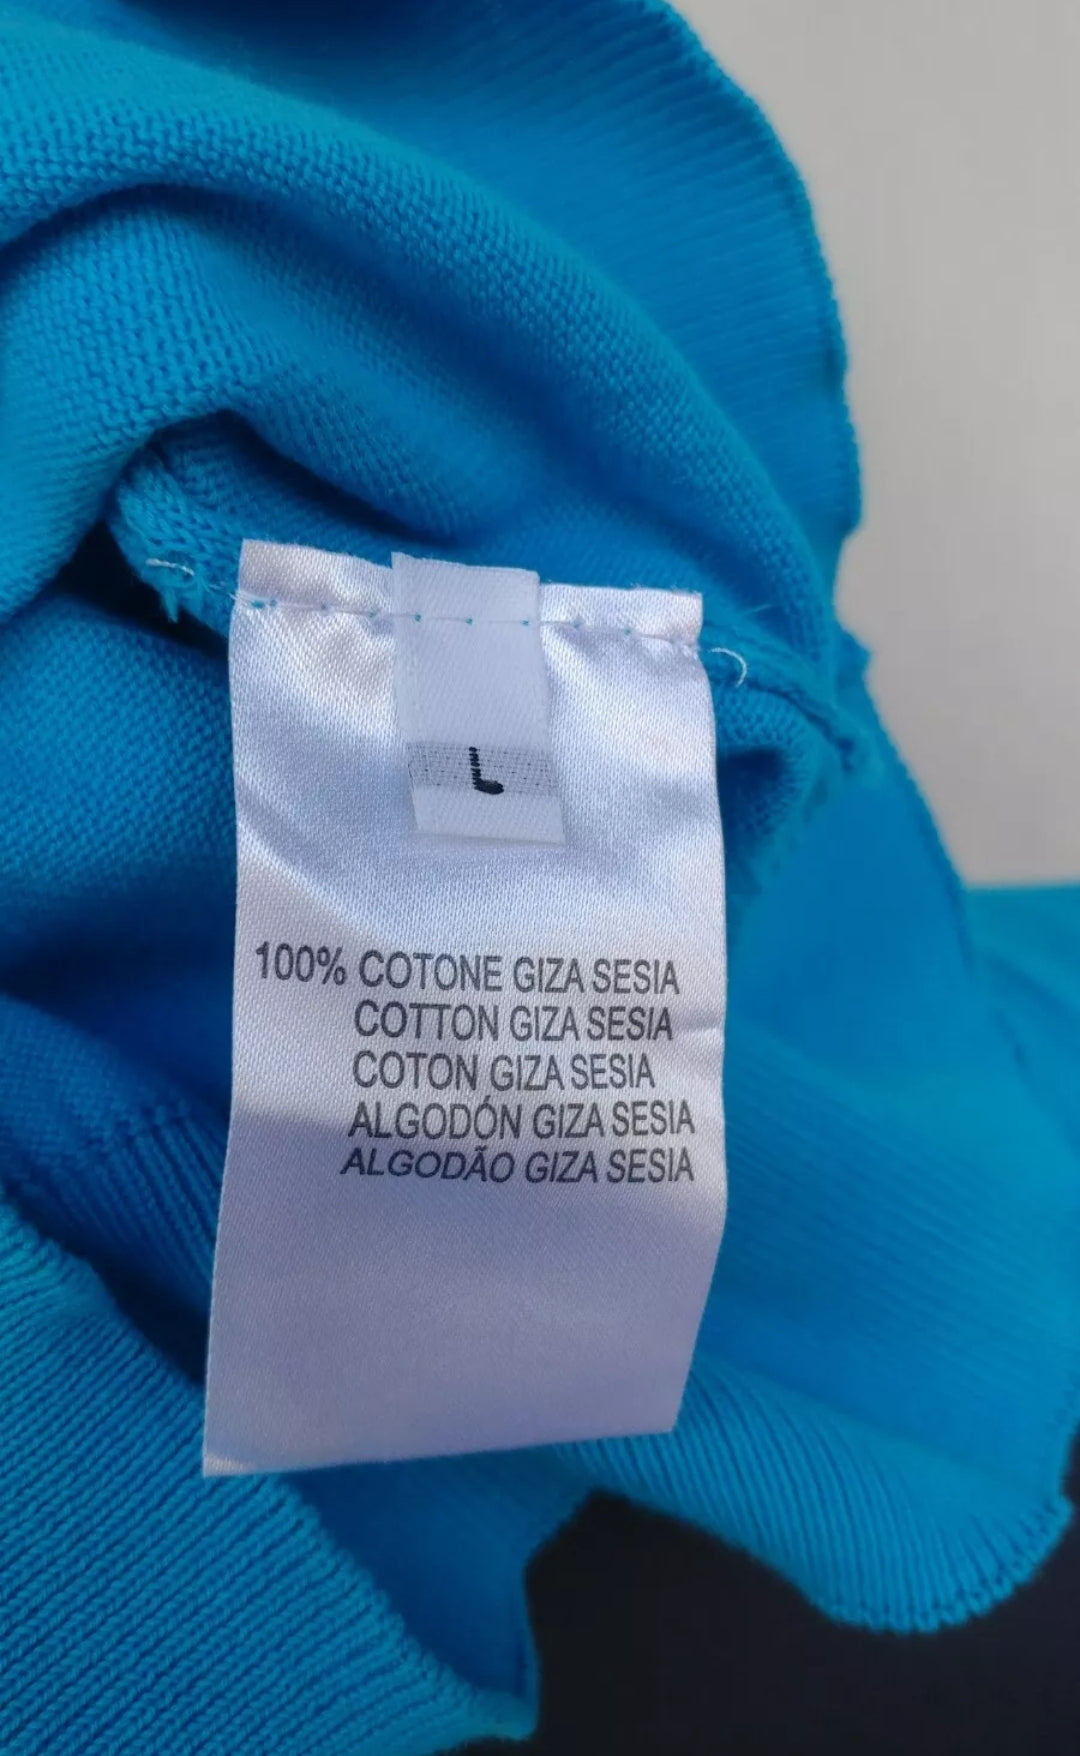 L
100% COTONE GIZA SESIA
COTTON GIZA SESIA
COTON GIZA SESIA
ALGODÓN GIZA SESIA
ALGODÃO GIZA SESIA